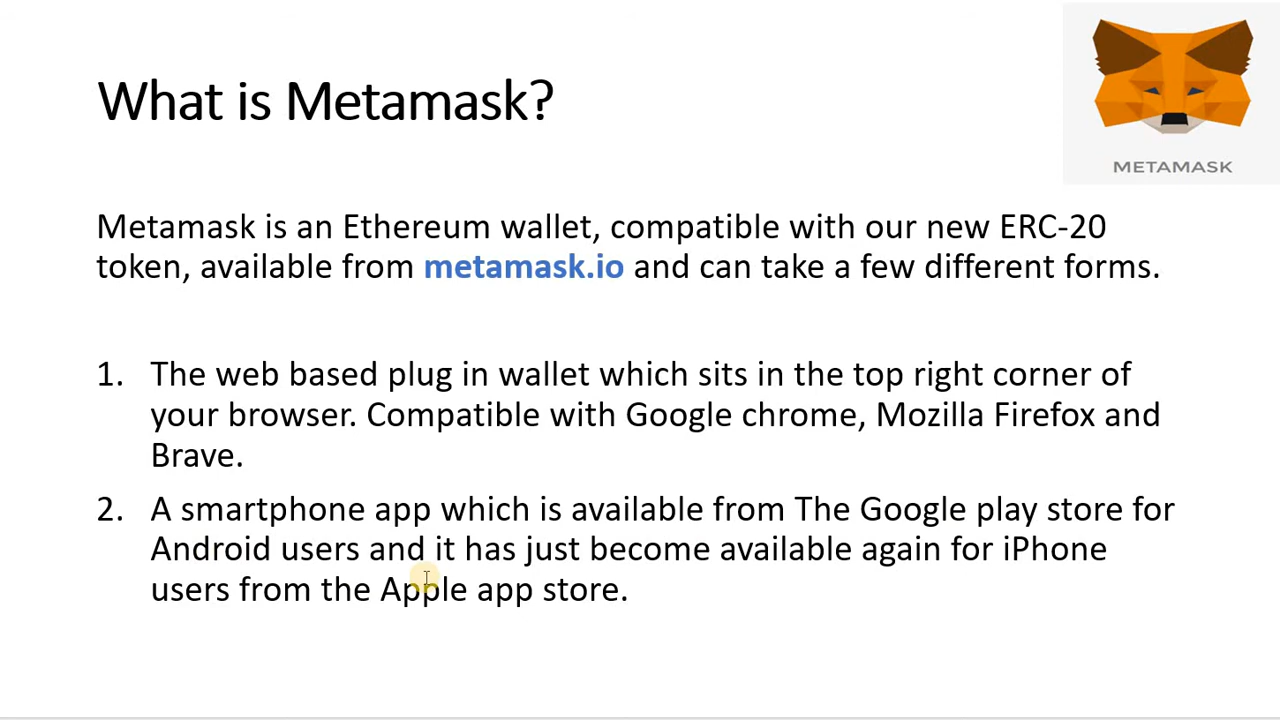 What is Metamask?
METAMASK
Metamask is an Ethereum wallet, compatible with our new ERC-20
token, available from metamask.io and can take a few different forms.
1. The web based plug in wallet which sits in the top right corner of
your browser. Compatible with Google chrome, Mozilla Firefox and
Brave.
2. A smartphone app which is available from The Google play store for
Android users and it has just become available again for iPhone
users from the Apple app store.